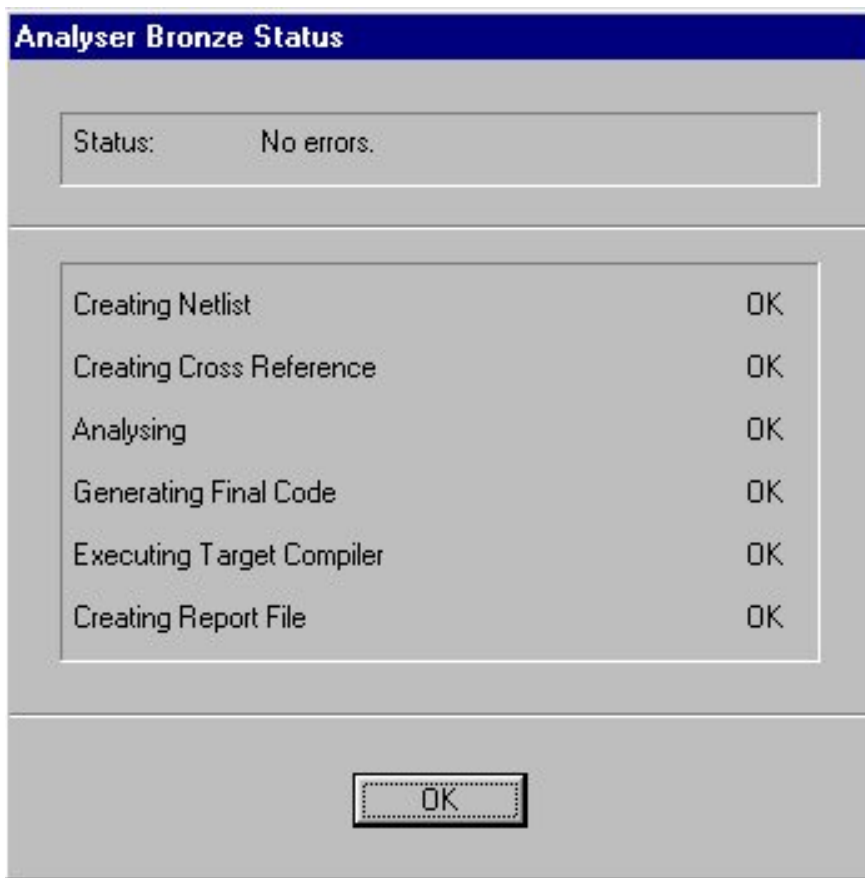 Analyser Bronze Status
Status: No errors.
Creating Netlist OK
Creating Cross Reference OK
Analysing OK
Generating Final Code OK
Executing Target Compiler OK
Creating Report File OK
OK